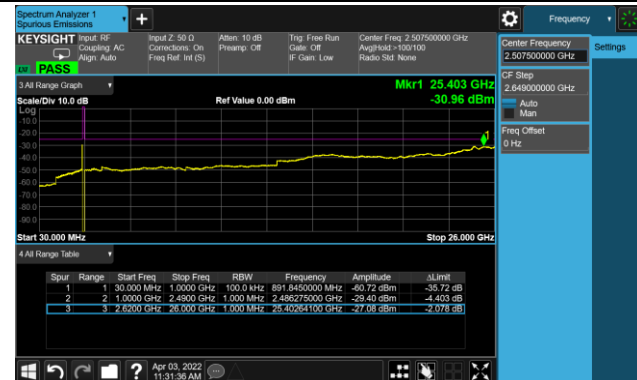 Spectrum Analyzer 1
Spurious Emissions
Frequency
KEYSIGHT
Input: RF
Coupling: AC
Align: Auto
Input Z: 50 Ω
Corrections: On
Freq Ref: Int (S)
Atten: 10 dB
Preamp: Off
Trig: Free Run
Gate: Off
IF Gain: Low
Center Freq: 2.507500000 GHz
Avg|Hold:>100/100
Radio Std: None
PASS
Center Frequency
2.507500000 GHz
Settings
CF Step
2.649000000 GHz
Auto
Man
Freq Offset
0 Hz
3 All Range Graph
Mkr1 25.403 GHz
Scale/Div 10.0 dB
Ref Value 0.00 dBm
-30.96 dBm
Log
-10.0
-20.0
-30.0
-40.0
-50.0
-60.0
-70.0
-80.0
-90.0
1
Start 30.000 MHz
Stop 26.000 GHz
4 All Range Table
Spur Range Start Freq Stop Freq RBW Frequency Amplitude ΔLimit
1 1 30.000 MHz 1.0000 GHz 100.0 kHz 891.8450000 MHz -60.72 dBm -35.72 dB
2 2 1.0000 GHz 2.4900 GHz 1.000 MHz 2.486275000 GHz -29.40 dBm -4.403 dB
3 3 2.6200 GHz 26.000 GHz 1.000 MHz 25.40264100 GHz -27.08 dBm -2.078 dB
?
Apr 03, 2022
11:31:36 AM